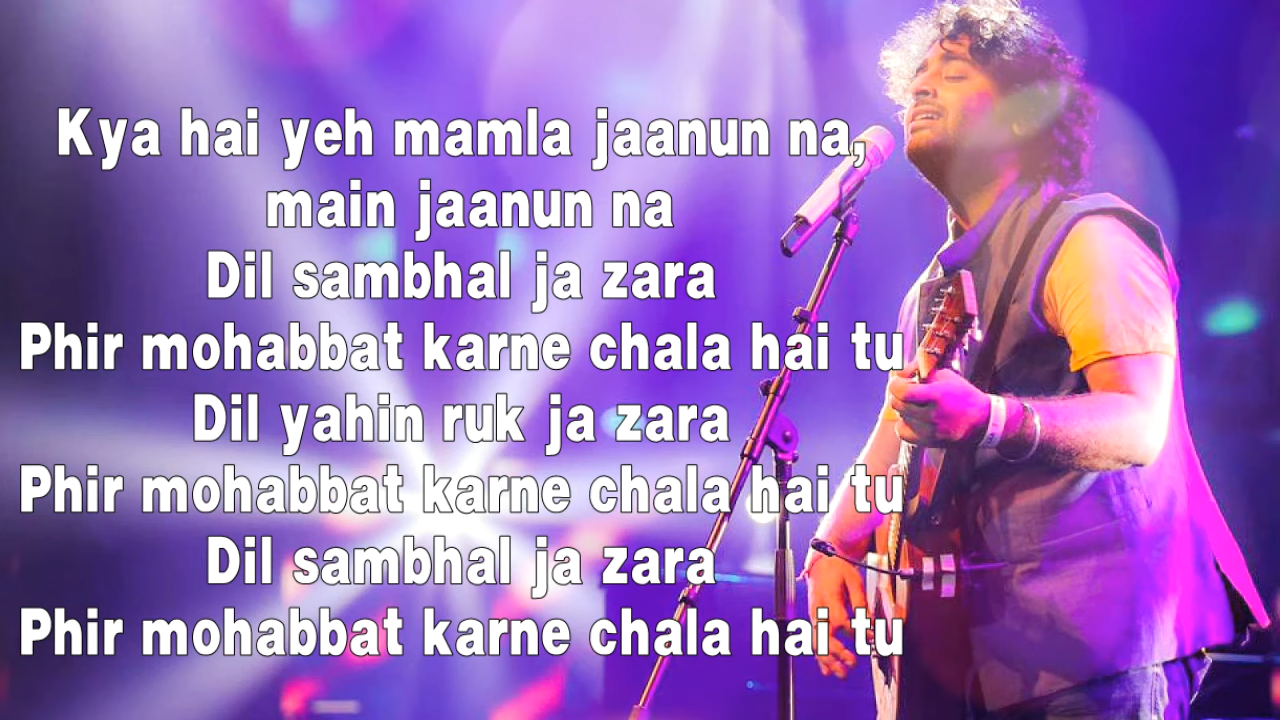 Kya hai yeh mamla jaanun na,
main jaanun na
Dil sambhal ja zara
Phir mohabbat karne chala hai tu
Dil yahin ruk ja zara
Phir mohabbat karne chala hai tu
Dil sambhal ja zara
Phir mohabbat karne chala hai tu